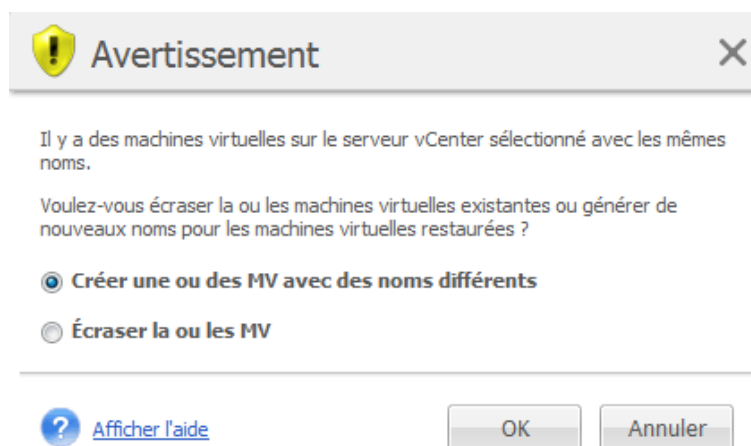 Avertissement
Il y a des machines virtuelles sur le serveur vCenter sélectionné avec les mêmes
noms.
Voulez-vous écraser la ou les machines virtuelles existantes ou générer de
nouveaux noms pour les machines virtuelles restaurées ?
Créer une ou des MV avec des noms différents
Écraser la ou les MV
Afficher l'aide OK Annuler